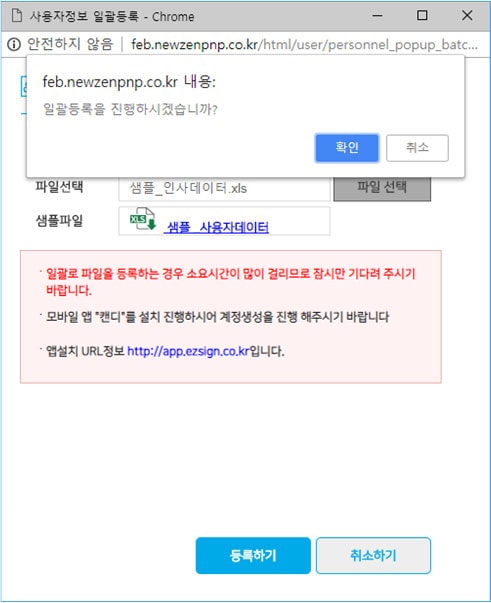 사용자정보 일괄등록 - Chrome
안전하지 않음 | feb.newzenpnp.co.kr/html/user/personnel_popup_batc...
feb.newzenpnp.co.kr 내용:
일괄등록을 진행하시겠습니까?
확인 취소
파일선택 샘플_인사데이터.xls 파일 선택
샘플파일 XLS 샘플_사용자데이터
· 일괄로 파일을 등록하는 경우 소요시간이 많이 걸리므로 잠시만 기다려 주시기
바랍니다.
· 모바일 앱 "캔디"를 설치 진행하시어 계정생성을 진행 해주시기 바랍니다
· 앱설치 URL정보 http://app.ezsign.co.kr입니다.
등록하기 취소하기